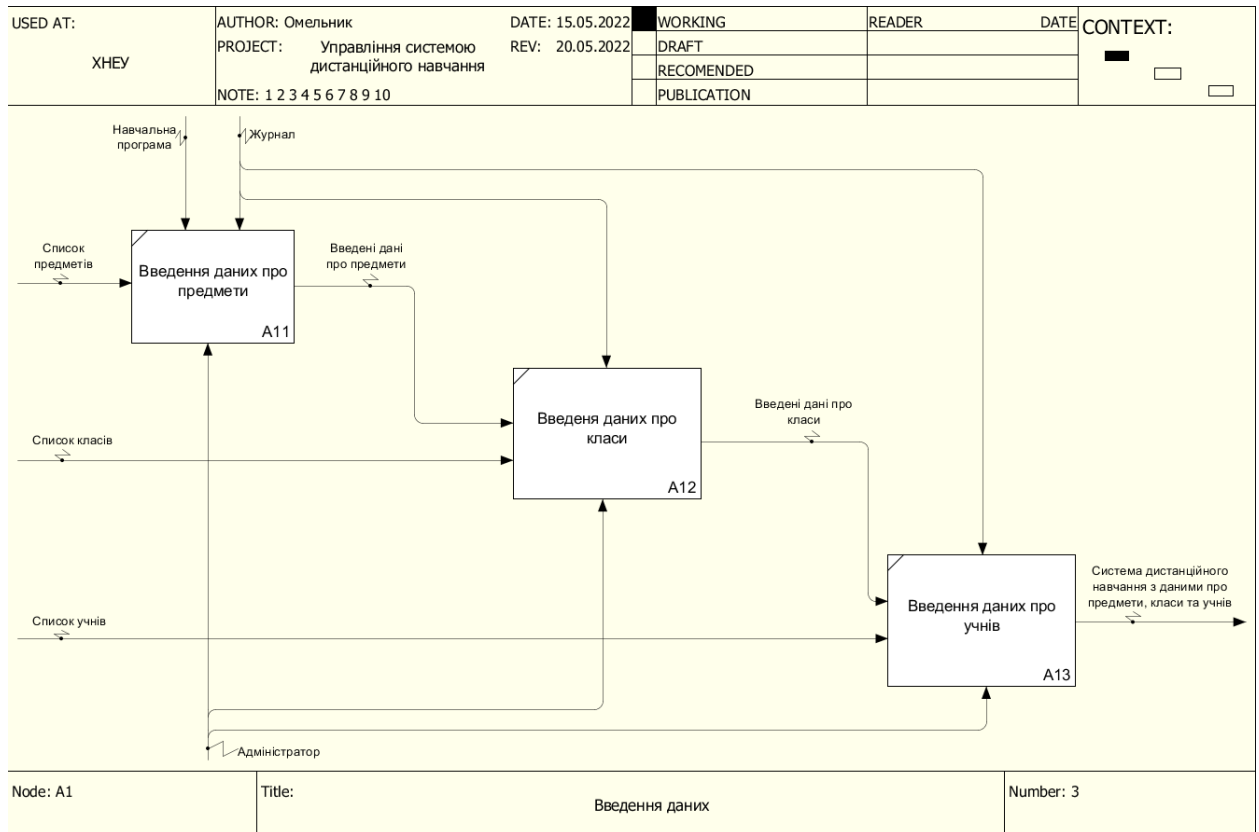 USED AT:
ХНЕУ
AUTHOR: Омельник
DATE: 15.05.2022
PROJECT: Управління системою
дистанційного навчання
REV: 20.05.2022
NOTE: 1 2 3 4 5 6 7 8 9 10
WORKING
DRAFT
RECOMENDED
PUBLICATION
READER
DATE
CONTEXT:
Навчальна
програма
Журнал
Список
предметів
Введення даних про
предмети
A11
Введені дані
про предмети
Список класів
Введеня даних про
класи
A12
Введені дані про
класи
Список учнів
Введення даних про
учнів
A13
Система дистанційного
навчання з даними про
предмети, класи та учнів
Адміністратор
Node: A1
Title:
Введення даних
Number: 3